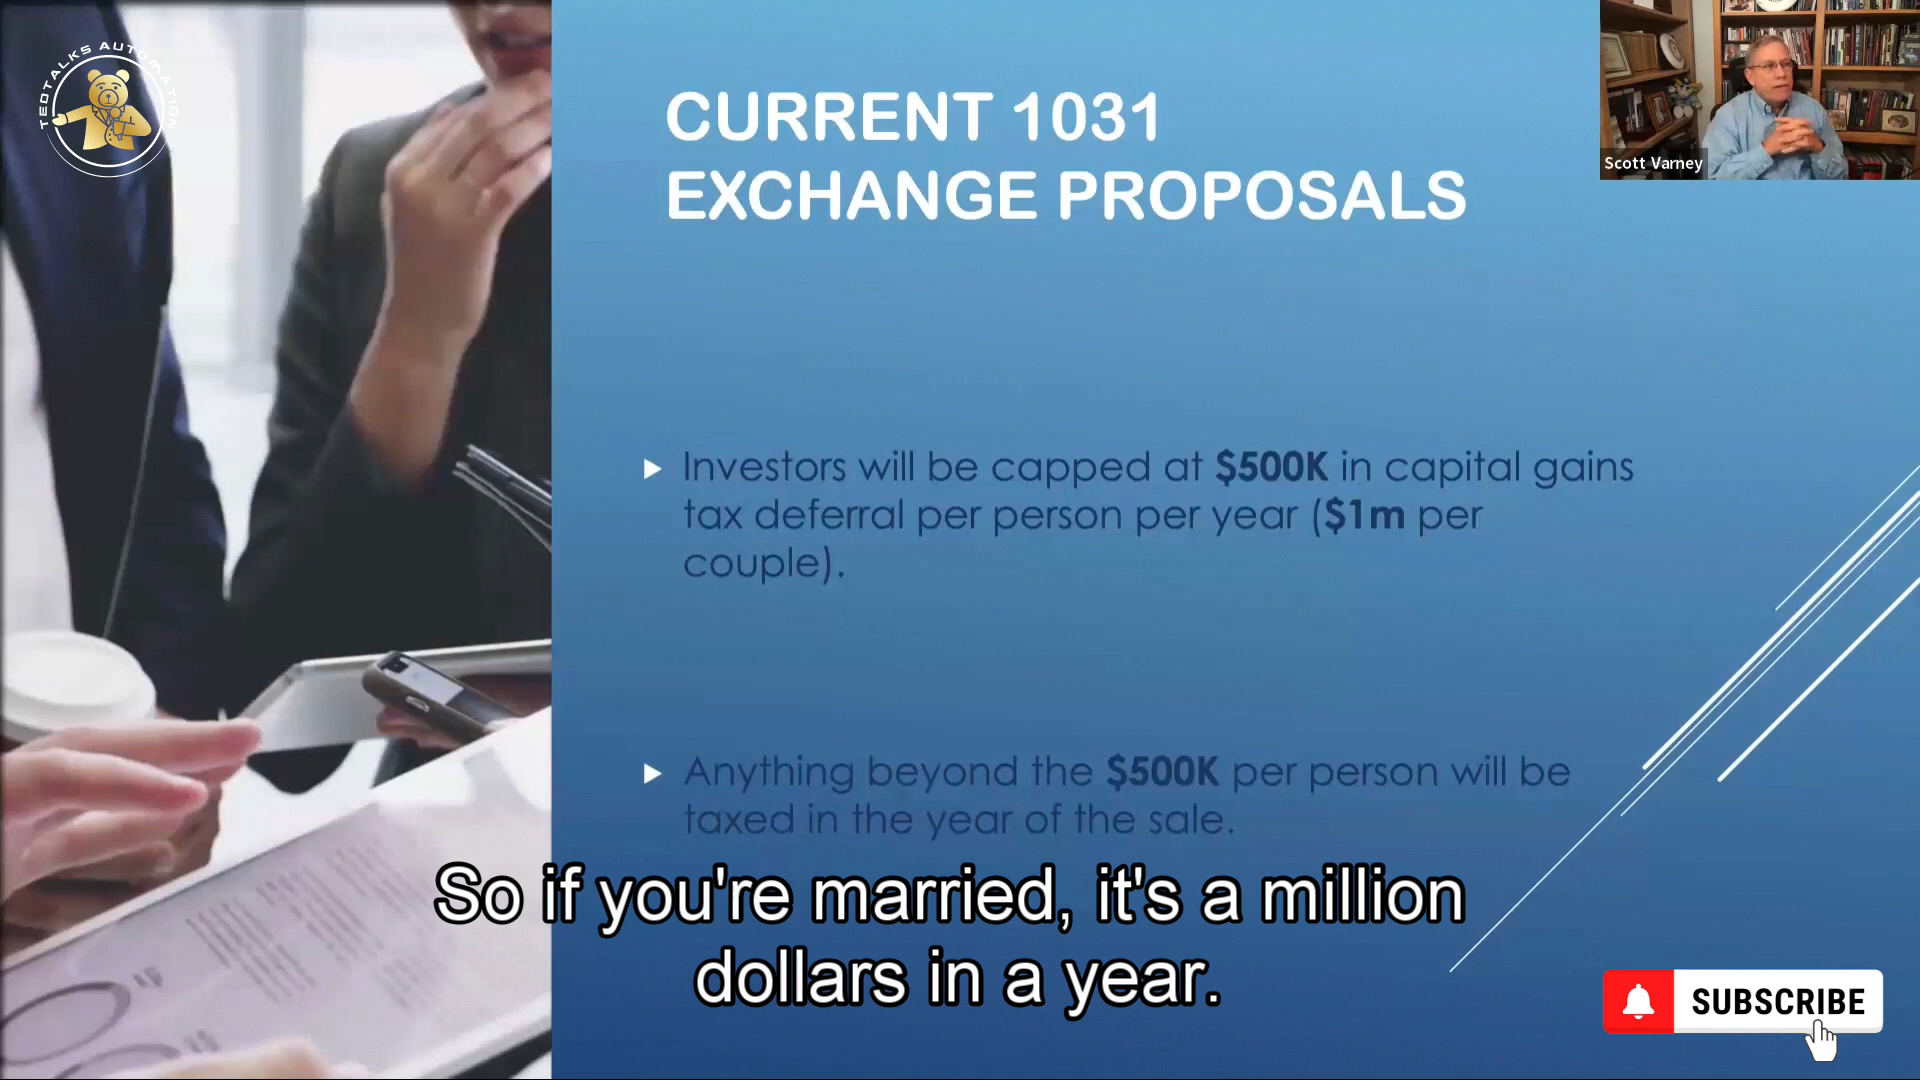 TEDTALKS AUTOMATION
CURRENT 1031
EXCHANGE PROPOSALS
Scott Varney
Investors will be capped at $500K in capital gains
tax deferral per person per year ($1m per
couple).
Anything beyond the $500K per person will be
taxed in the year of the sale.
So if you're married, it's a million
dollars in a year.
SUBSCRIBE